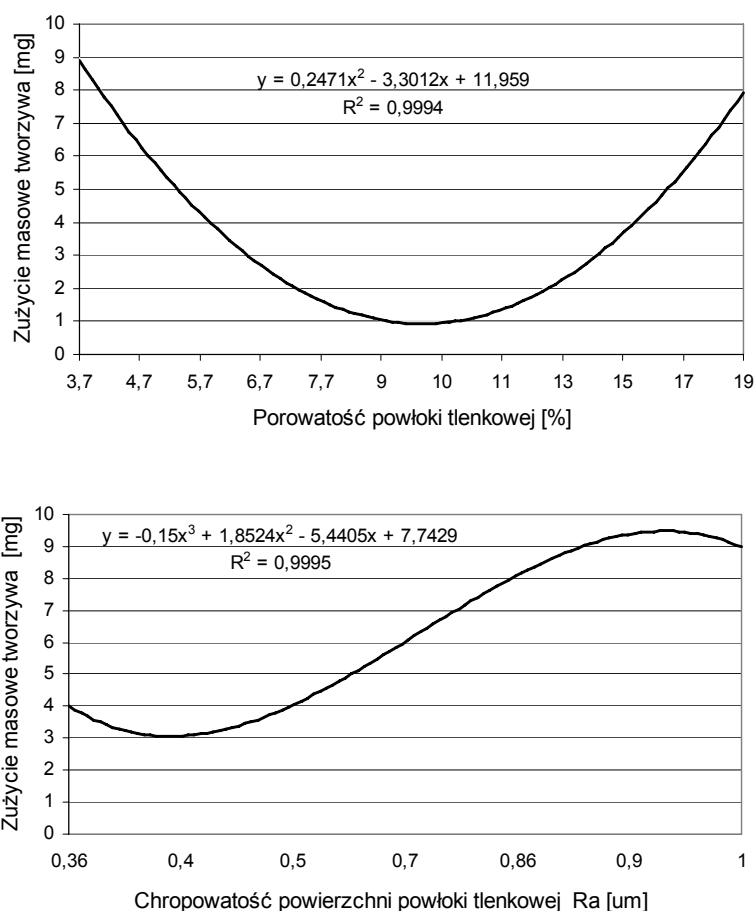 Zużycie masowe tworzywa [mg]
10
9
8
7
6
5
4
3
2
1
0
y = 0,2471x² - 3,3012x + 11,959
R² = 0,9994
3,7 4,7 5,7 6,7 7,7 9 10 11 13 15 17 19
Porowatość powłoki tlenkowej [%]
Zużycie masowe tworzywa [mg]
10
9
8
7
6
5
4
3
2
1
0
y = -0,15x³ + 1,8524x² - 5,4405x + 7,7429
R² = 0,9995
0,36 0,4 0,5 0,7 0,86 0,9 1
Chropowatość powierzchni powłoki tlenkowej Ra [um]